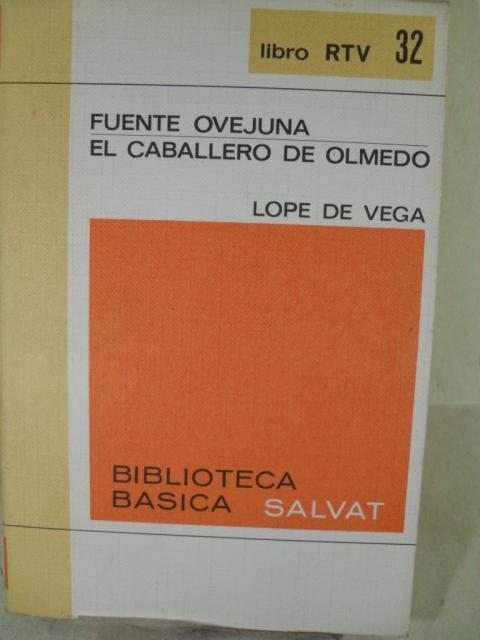 libro RTV 32
FUENTE OVEJUNA
EL CABALLERO DE OLMEDO
LOPE DE VEGA
BIBLIOTECA
BASICA SALVAT